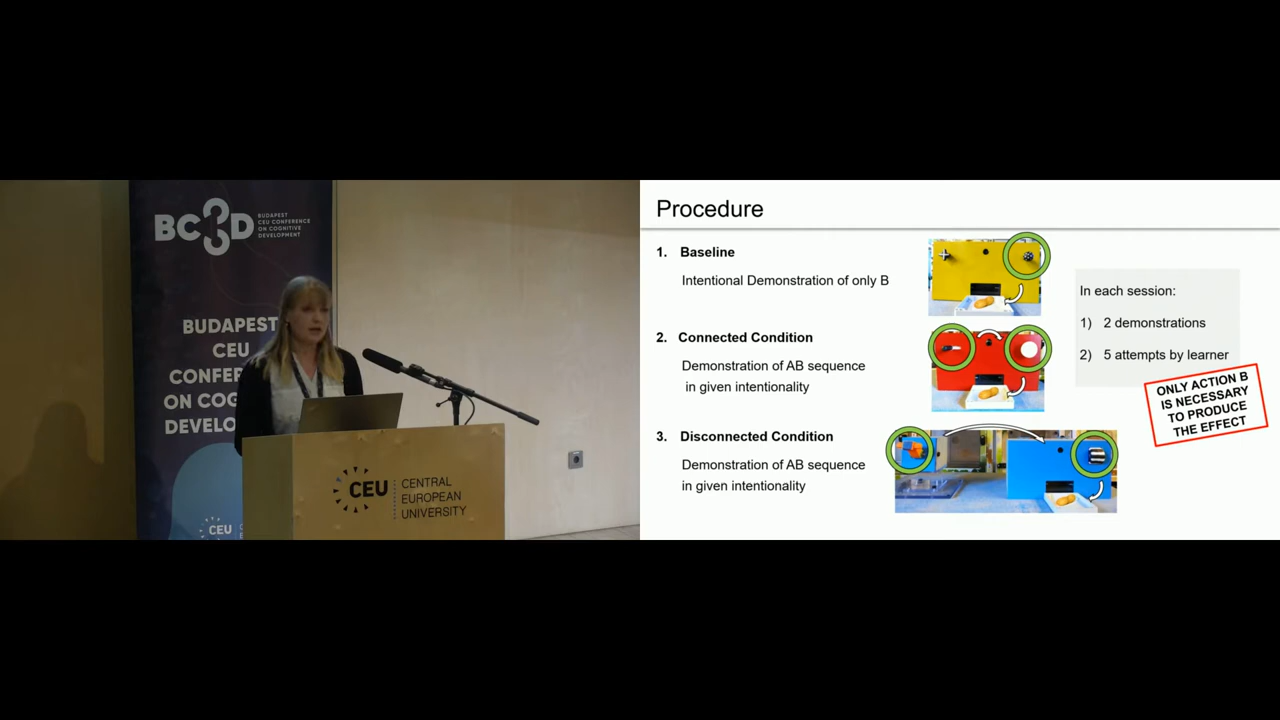 BC3D
BUDAPEST
CEU CONFERENCE
ON COGNITIVE
DEVELOPMENT
BUDAPEST
CEU
CONFE
ON COG
DEVELO
CEU
CEU
CENTRAL
EUROPEAN
UNIVERSITY
Procedure
1. Baseline
Intentional Demonstration of only B
2. Connected Condition
Demonstration of AB sequence
in given intentionality
3. Disconnected Condition
Demonstration of AB sequence
in given intentionality
In each session:
1) 2 demonstrations
2) 5 attempts by learner
ONLY ACTION B
IS NECESSARY
TO PRODUCE
THE EFFECT